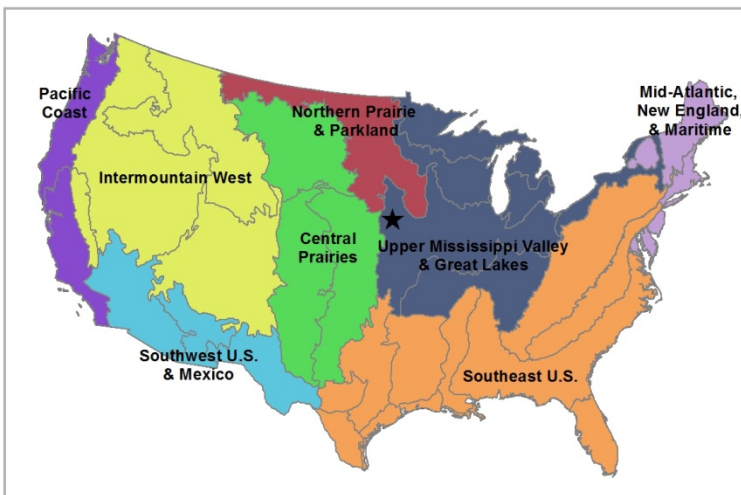 Pacific
Coast
Northern Prairie
& Parkland
Mid-Atlantic,
New England,
& Maritime
Intermountain West
Central
Prairies
Upper Mississippi Valley
& Great Lakes
Southwest U.S.
& Mexico
Southeast U.S.